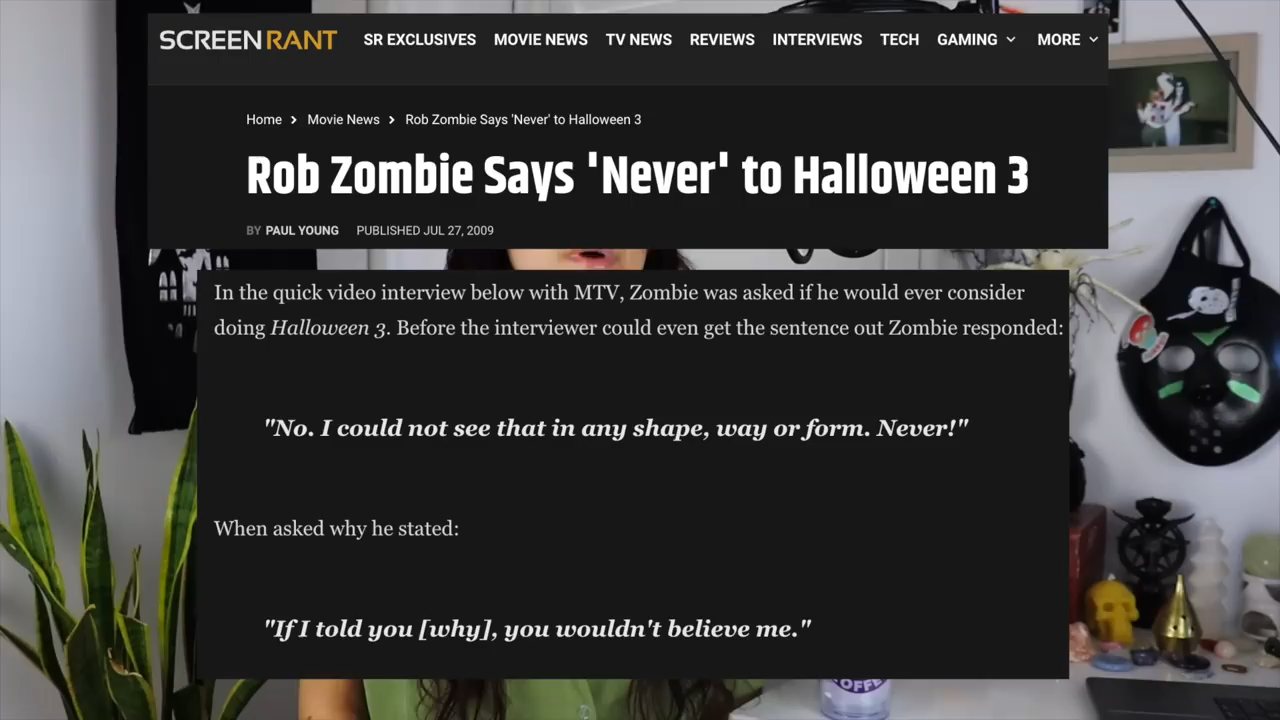 SCREENRANT SR EXCLUSIVES MOVIE NEWS TV NEWS REVIEWS INTERVIEWS TECH GAMING MORE
Home > Movie News > Rob Zombie Says 'Never' to Halloween 3
Rob Zombie Says 'Never' to Halloween 3
BY PAUL YOUNG PUBLISHED JUL 27, 2009
In the quick video interview below with MTV, Zombie was asked if he would ever consider
doing Halloween 3. Before the interviewer could even get the sentence out Zombie responded:
"No. I could not see that in any shape, way or form. Never!"
When asked why he stated:
"If I told you [why], you wouldn't believe me."